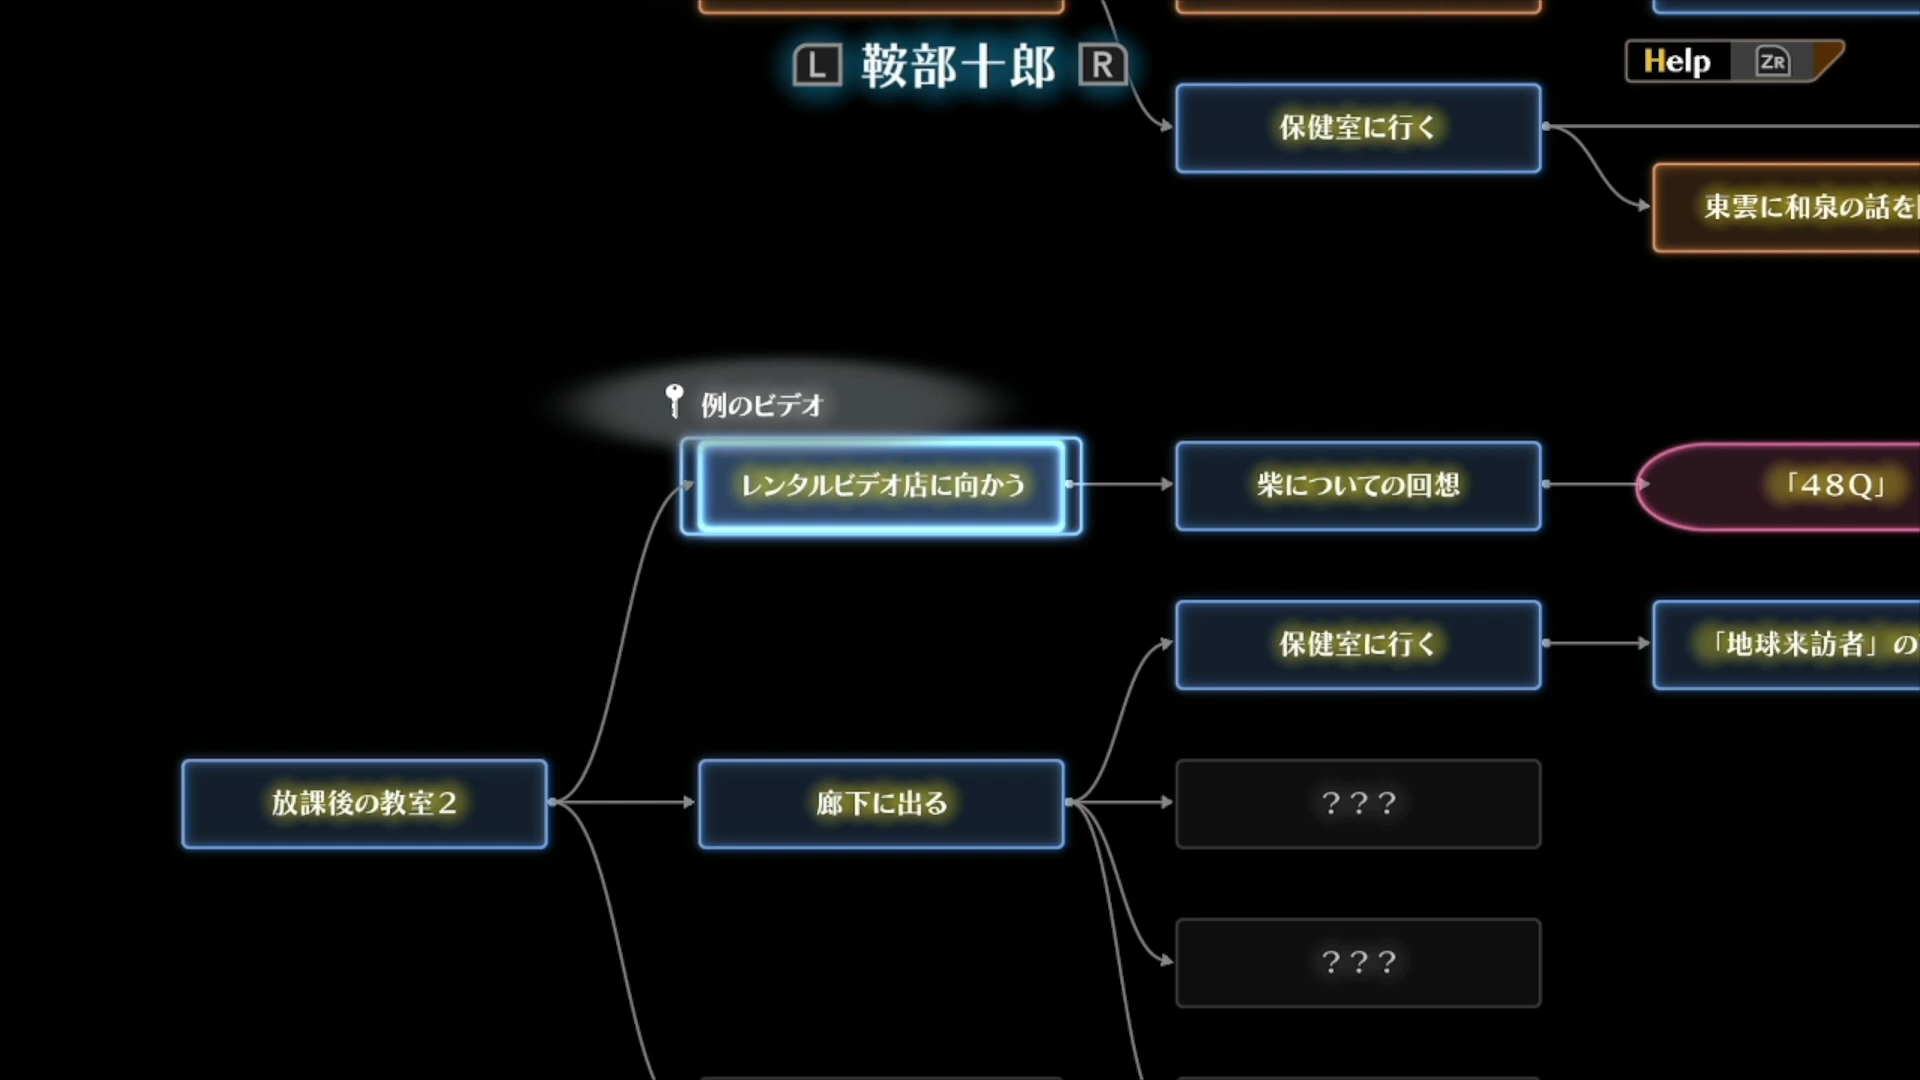 L 鞍部十郎 R
Help ZR
保健室に行く
東雲に和泉の話を
例のビデオ
レンタルビデオ店に向かう
柴についての回想
「48Q」
保健室に行く
「地球来訪者」の
放課後の教室2
廊下に出る
???
???